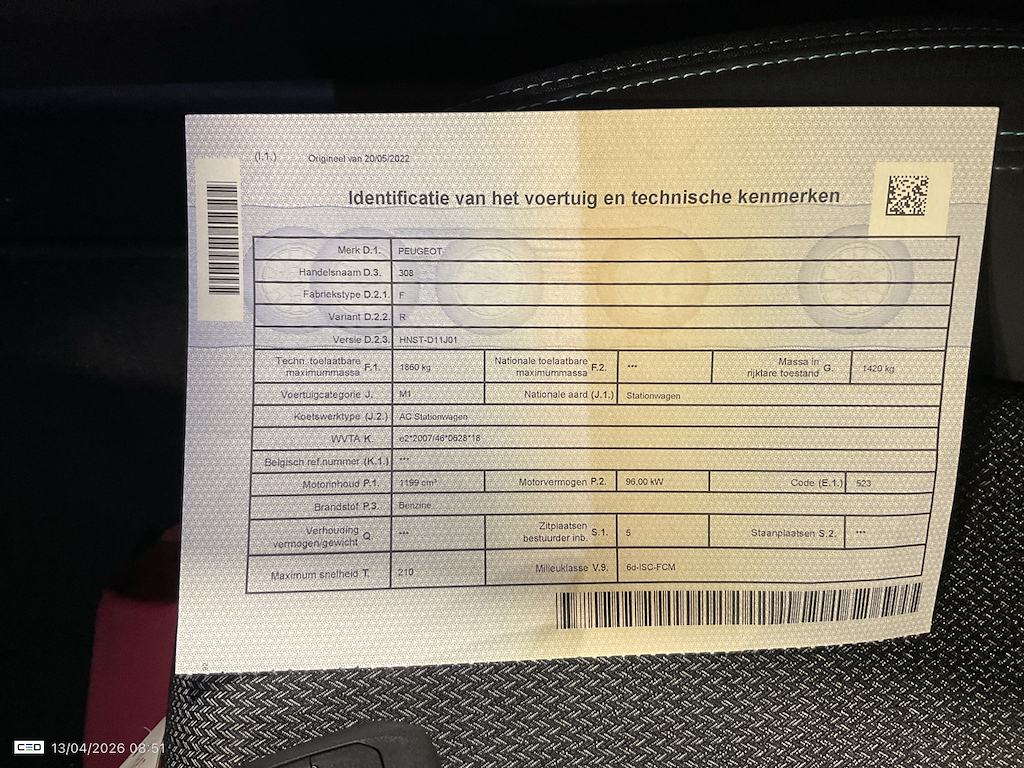 (I.1.) Origineel van 20/05/2022
Identificatie van het voertuig en technische kenmerken
Merk D.1. PEUGEOT
Handelsnaam D.3. 308
Fabriekstype D.2.1. F
Variant D.2.2. R
Versie D.2.3. HNST-D11J01
Techn. toelaatbare maximummassa F.1. 1860 kg Nationale toelaatbare maximummassa F.2. *** Massa in rijklare toestand G. 1420 kg
Voertuigcategorie J. M1 Nationale aard (J.1.) Stationwagen
Koetswerktype (J.2.) AC Stationwagen
WVTA K. e2*2007/46*0628*18
Belgisch ref.nummer (K.1.) ***
Motorinhoud P.1. 1199 cm³ Motorvermogen P.2. 96,00 kW Code (E.1.) 523
Brandstof P.3. Benzine
Verhouding vermogen/gewicht Q. *** Zitplaatsen bestuurder inb. S.1. 5 Staanplaatsen S.2. ***
Maximum snelheid T. 210 Milieuklasse V.9. 6d-ISC-FCM
92
CEO 13/04/2026 08:51